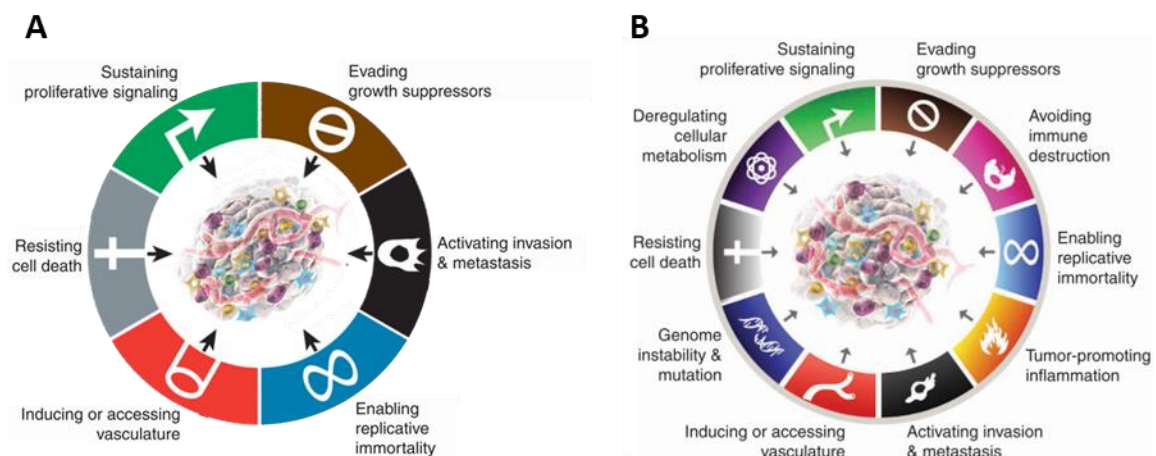 A
Sustaining
proliferative signaling
Evading
growth suppressors
Resisting
cell death
Activating invasion
& metastasis
Inducing or accessing
vasculature
Enabling
replicative
immortality
B
Sustaining
proliferative signaling
Evading
growth suppressors
Deregulating
cellular
metabolism
Avoiding
immune
destruction
Resisting
cell death
Enabling
replicative
immortality
Genome
instability &
mutation
Tumor-promoting
inflammation
Inducing or accessing
vasculature
Activating invasion
& metastasis